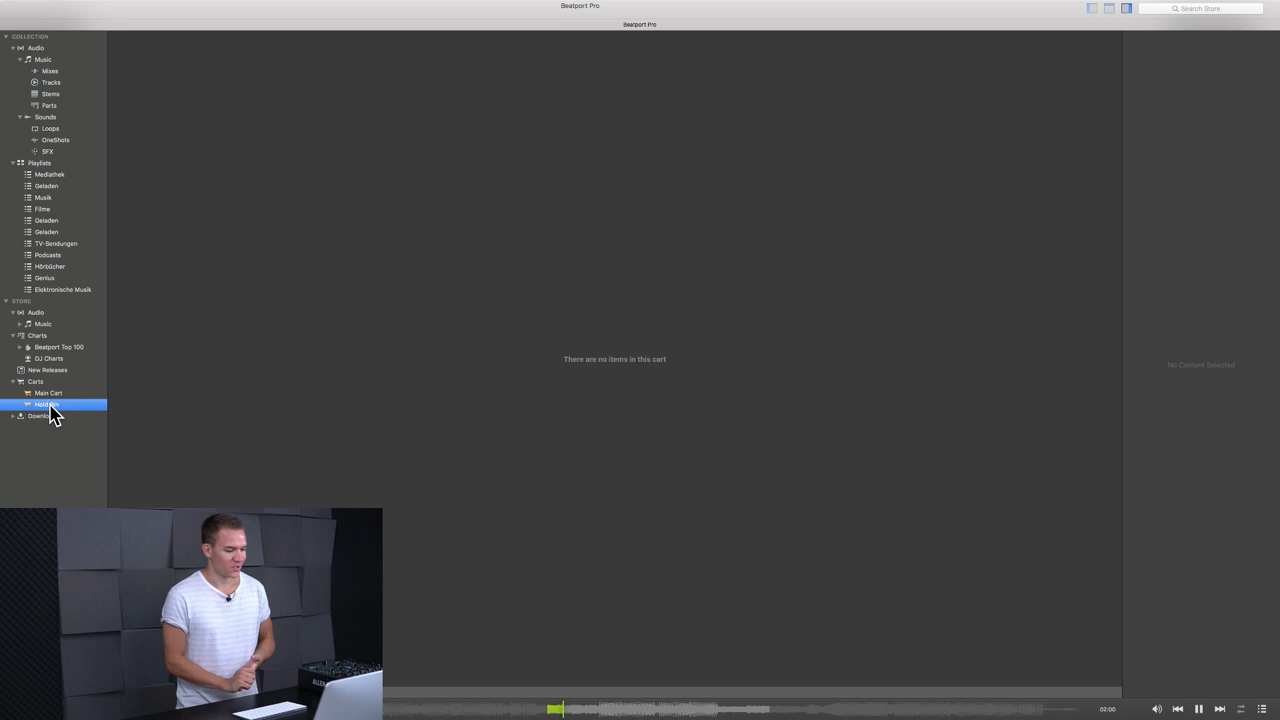 Beatport Pro
Search Store
Beatport Pro
COLLECTION
Audio
Music
Mixes
Tracks
Stems
Parts
Sounds
Loops
OneShots
SFX
Playlists
Mediathek
Geladen
Musik
Filme
Geladen
Geladen
TV-Sendungen
Podcasts
Hörbücher
Genius
Elektronische Musik
STORE
Audio
Music
Charts
Beatport Top 100
DJ Charts
New Releases
Carts
Main Cart
There are no items in this cart
No Content Selected
ALLEN
03:00